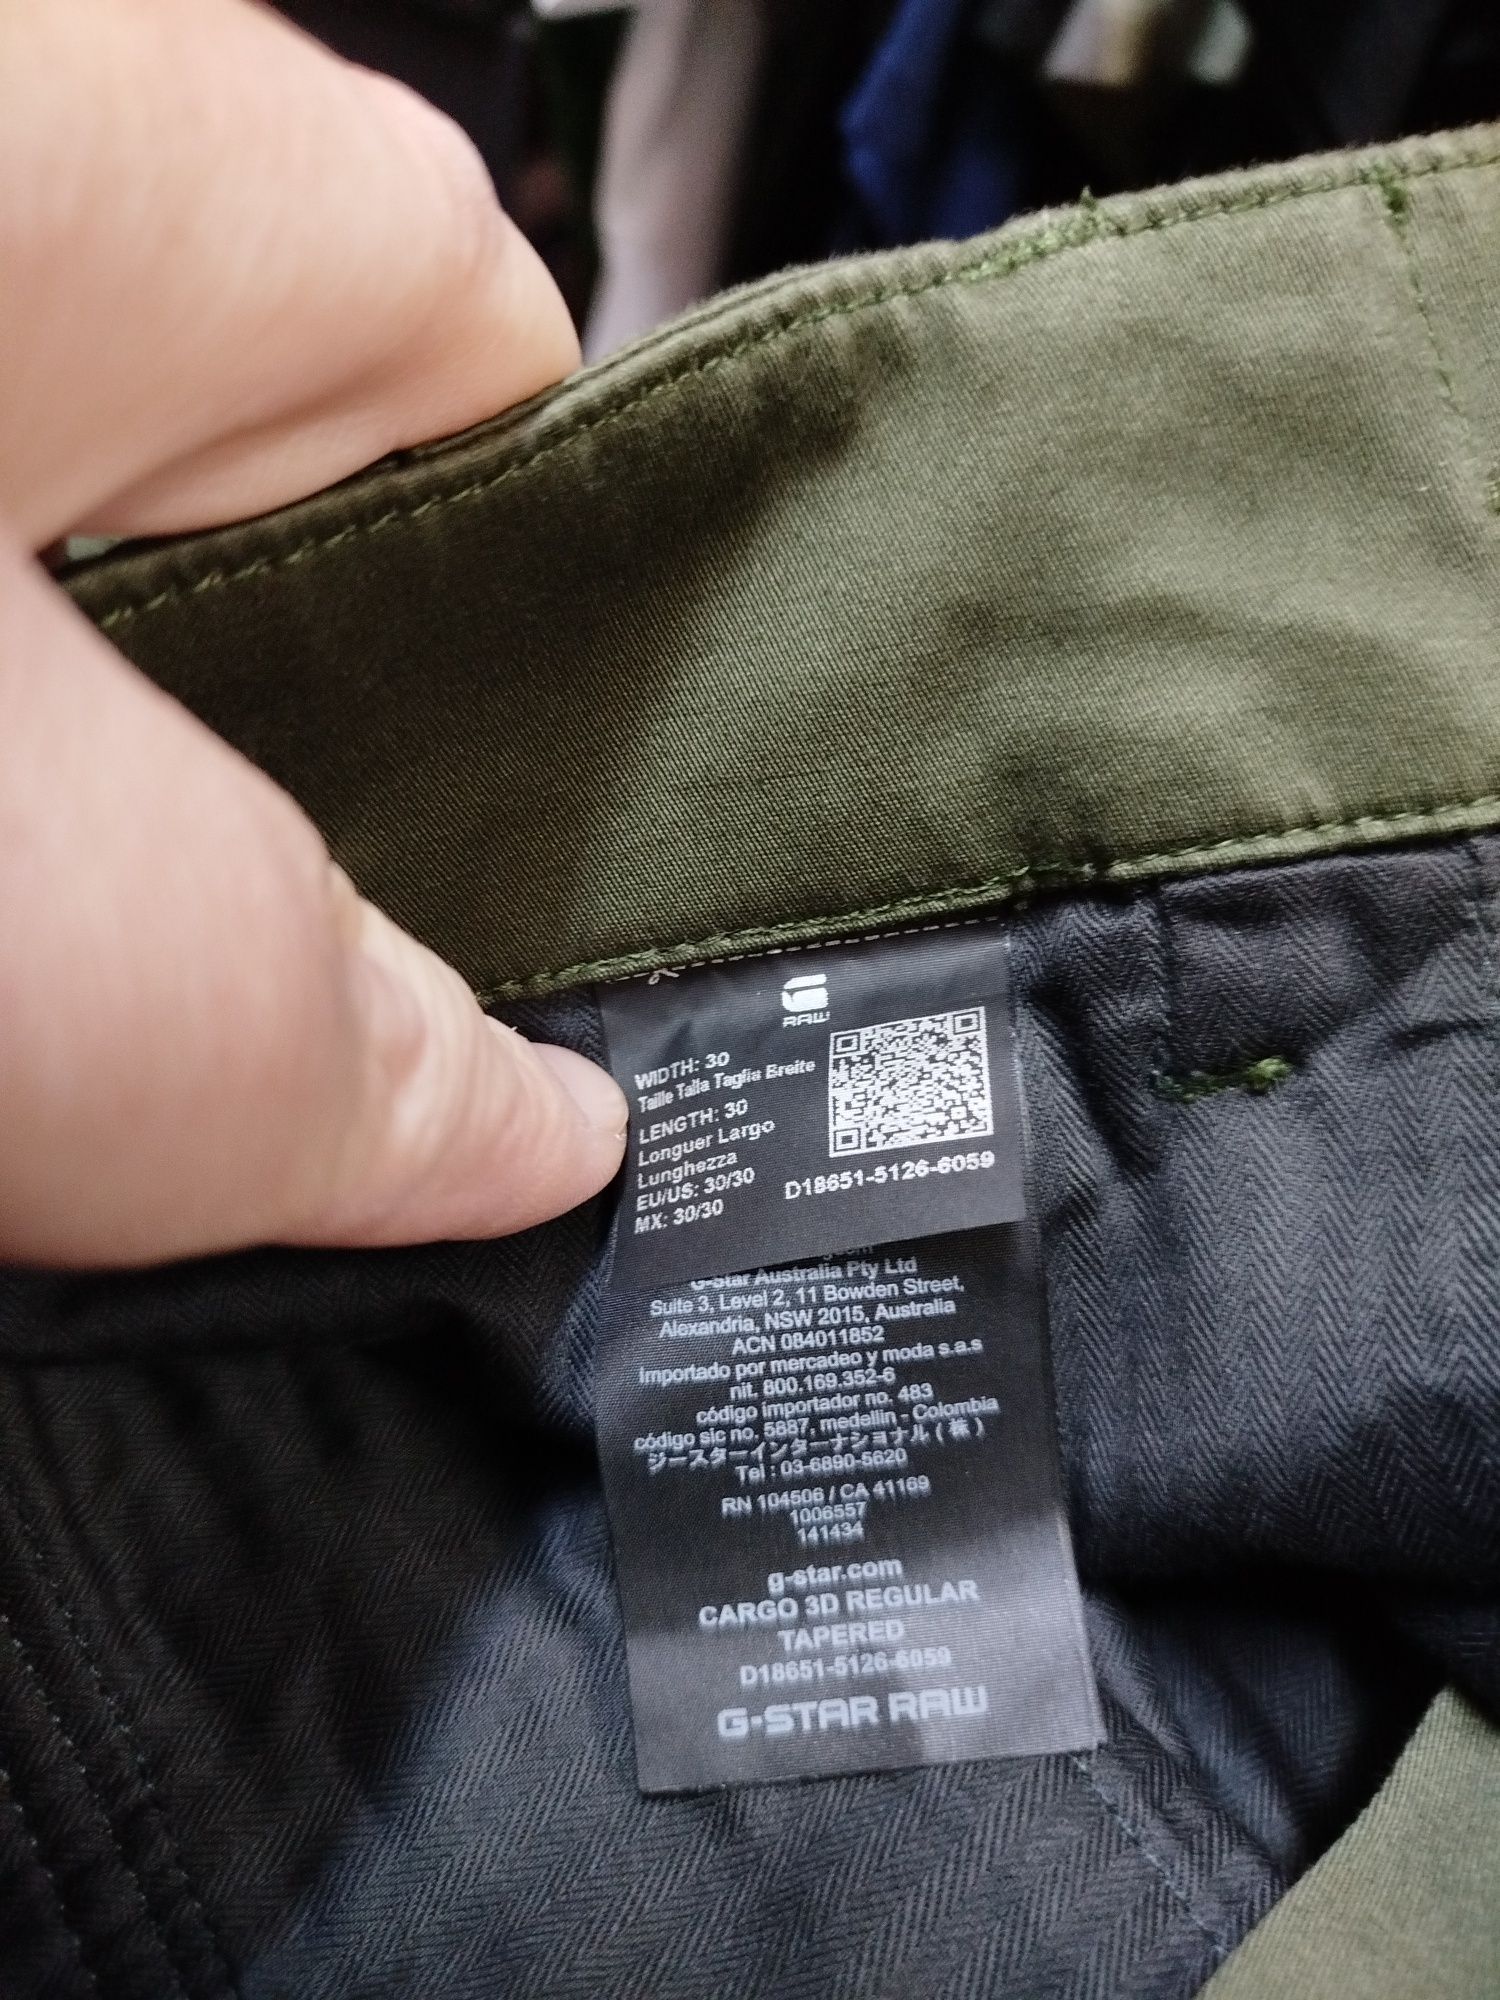 RAW
WIDTH: 30
Taille Talla Taglia Breite
LENGTH: 30
Longuer Largo
Lunghezza
EU/US: 30/30
MX: 30/30
D18651-5126-6059
G-Star Australia Pty Ltd
Suite 3, Level 2, 11 Bowden Street,
Alexandria, NSW 2015, Australia
ACN 084011852
Importado por mercadeo y moda s.a.s
nit. 800.169.352-6
código importador no. 483
código sic no. 5887, medellin - Colombia
ジースターインターナショナル(株)
Tel : 03-6890-5620
RN 104506 / CA 41169
1006557
141434
g-star.com
CARGO 3D REGULAR
TAPERED
D18651-5126-6059
G-STAR RAW